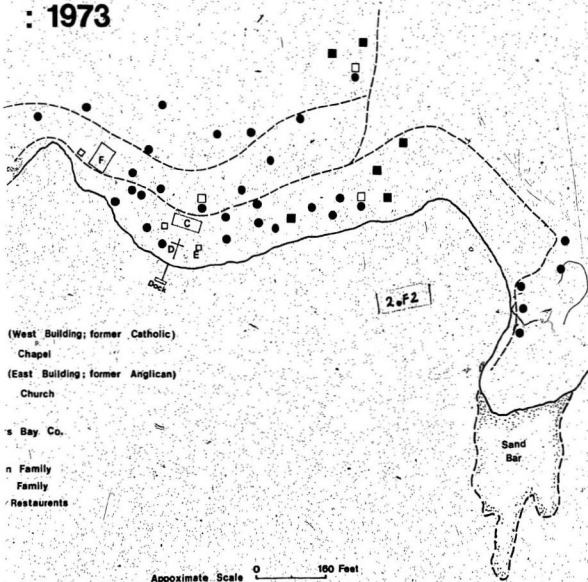 : 1973
F
C
D
E
Dock
2.F2
(West Building; former Catholic)
Chapel
(East Building; former Anglican)
Church
s Bay Co.
n Family
Family
Restaurents
Sand
Bar
Appoximate Scale 0 160 Feet